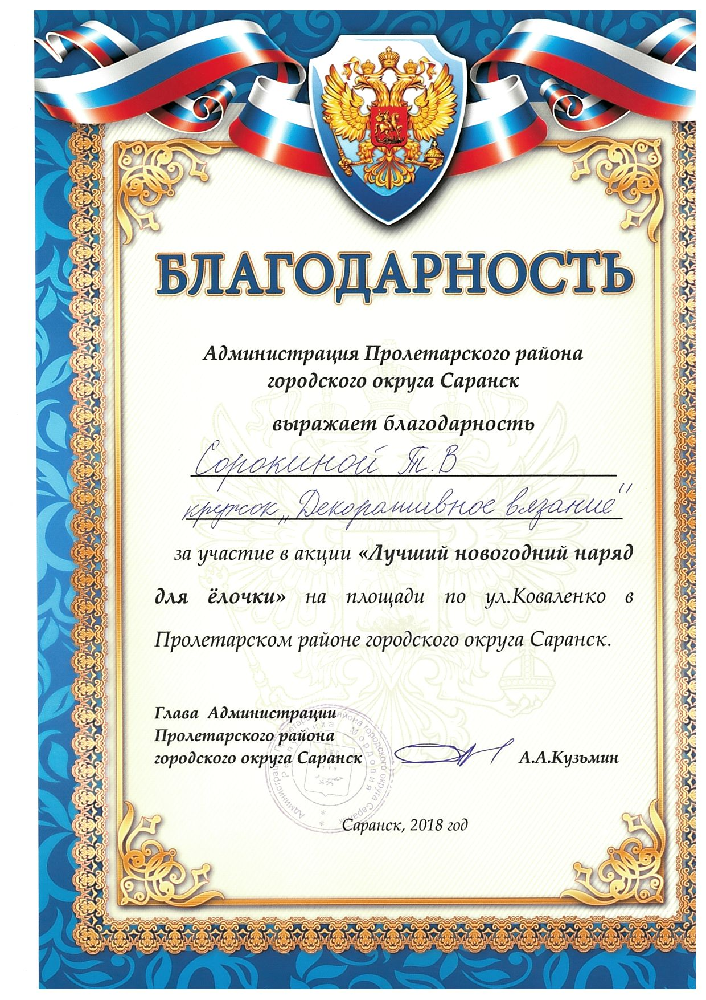 БЛАГОДАРНОСТЬ
Администрация Пролетарского района
городского округа Саранск
выражает благодарность
Сорокиной Т.В
кружок „Декоративное вязание"
за участие в акции «Лучший новогодний наряд
для ёлочки» на площади по ул.Коваленко в
Пролетарском районе городского округа Саранск.
Глава Администрации
Пролетарского района
городского округа Саранск
А.А.Кузьмин
Администрация Пролетарского района городского округа Саранск
Республика Мордовия
Саранск, 2018 год